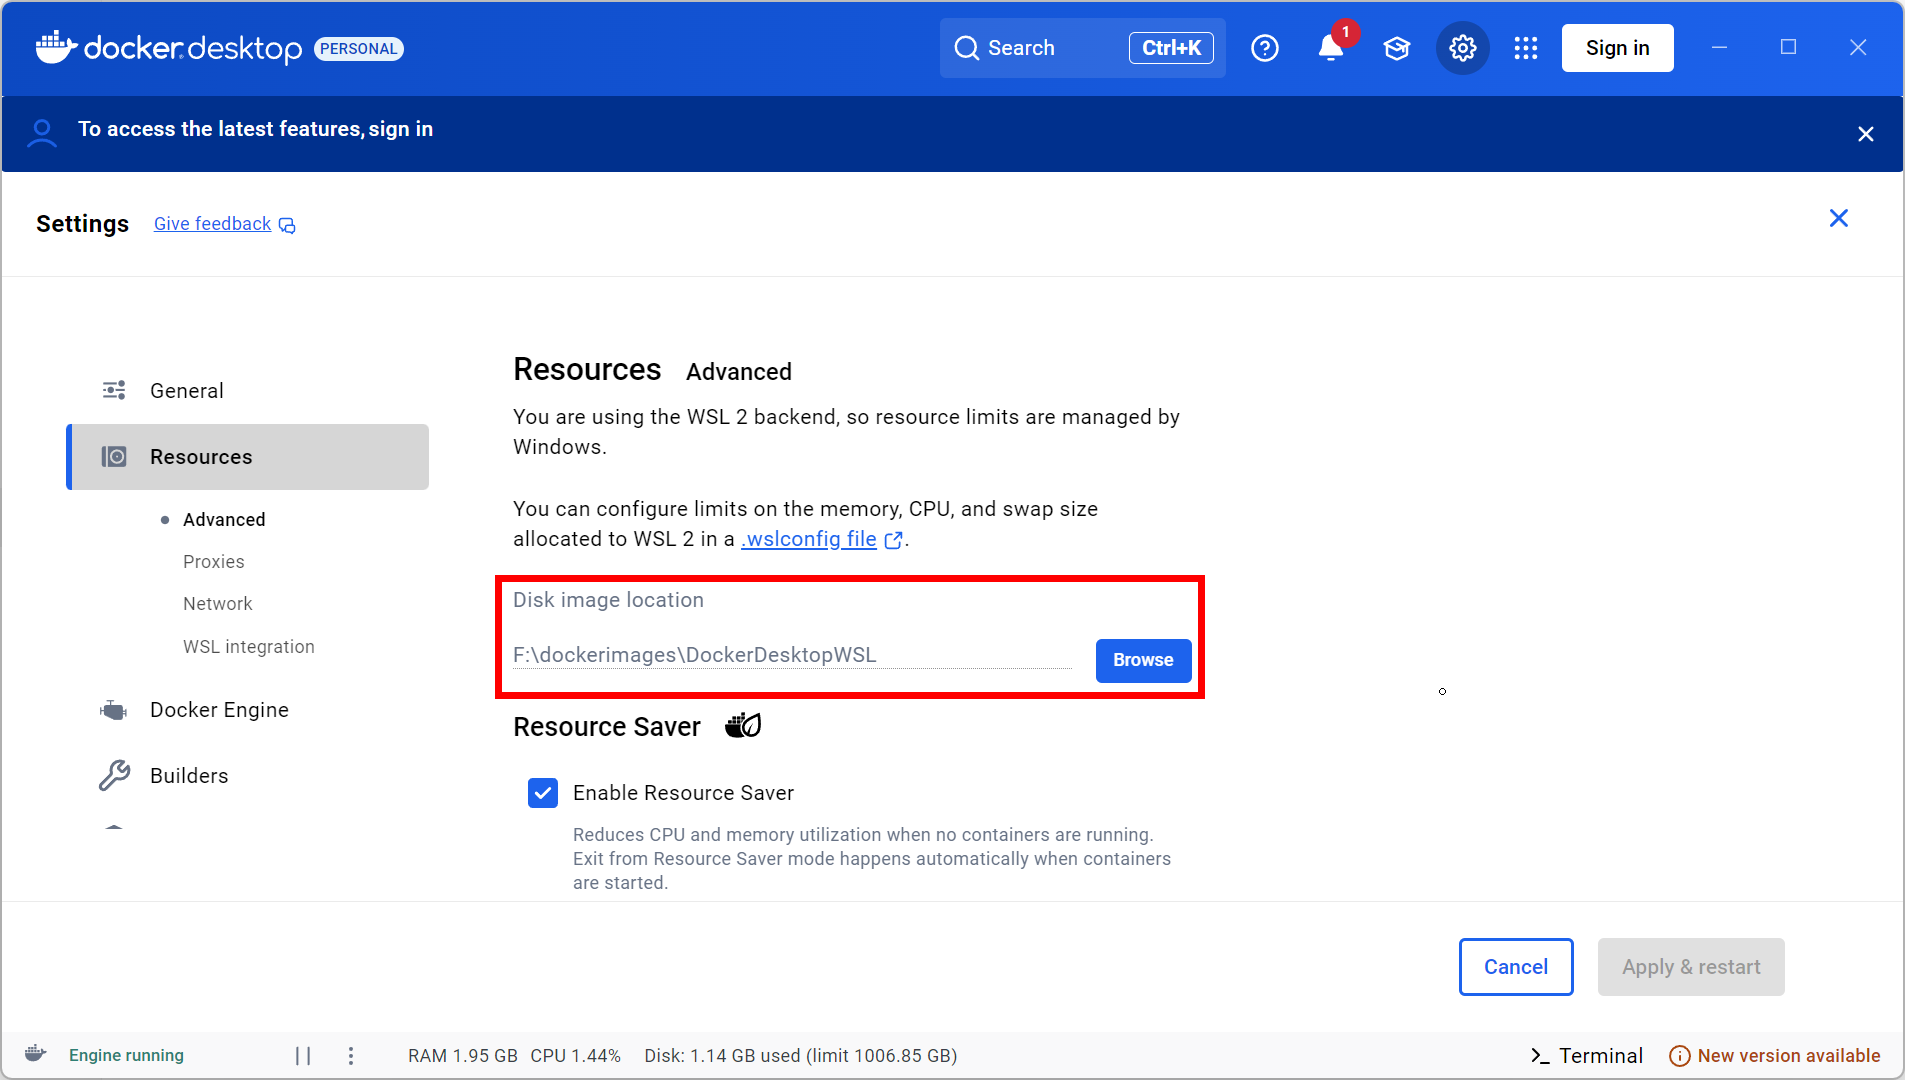 docker desktop PERSONAL
Search Ctrl+K
1
Sign in
To access the latest features, sign in
Settings Give feedback
General
Resources
Advanced
Proxies
Network
WSL integration
Docker Engine
Builders
Resources Advanced
You are using the WSL 2 backend, so resource limits are managed by
Windows.
You can configure limits on the memory, CPU, and swap size
allocated to WSL 2 in a .wslconfig file.
Disk image location
F:\dockerimages\DockerDesktopWSL
Browse
Resource Saver
Enable Resource Saver
Reduces CPU and memory utilization when no containers are running.
Exit from Resource Saver mode happens automatically when containers
are started.
Cancel Apply & restart
Engine running RAM 1.95 GB CPU 1.44% Disk: 1.14 GB used (limit 1006.85 GB) Terminal New version available